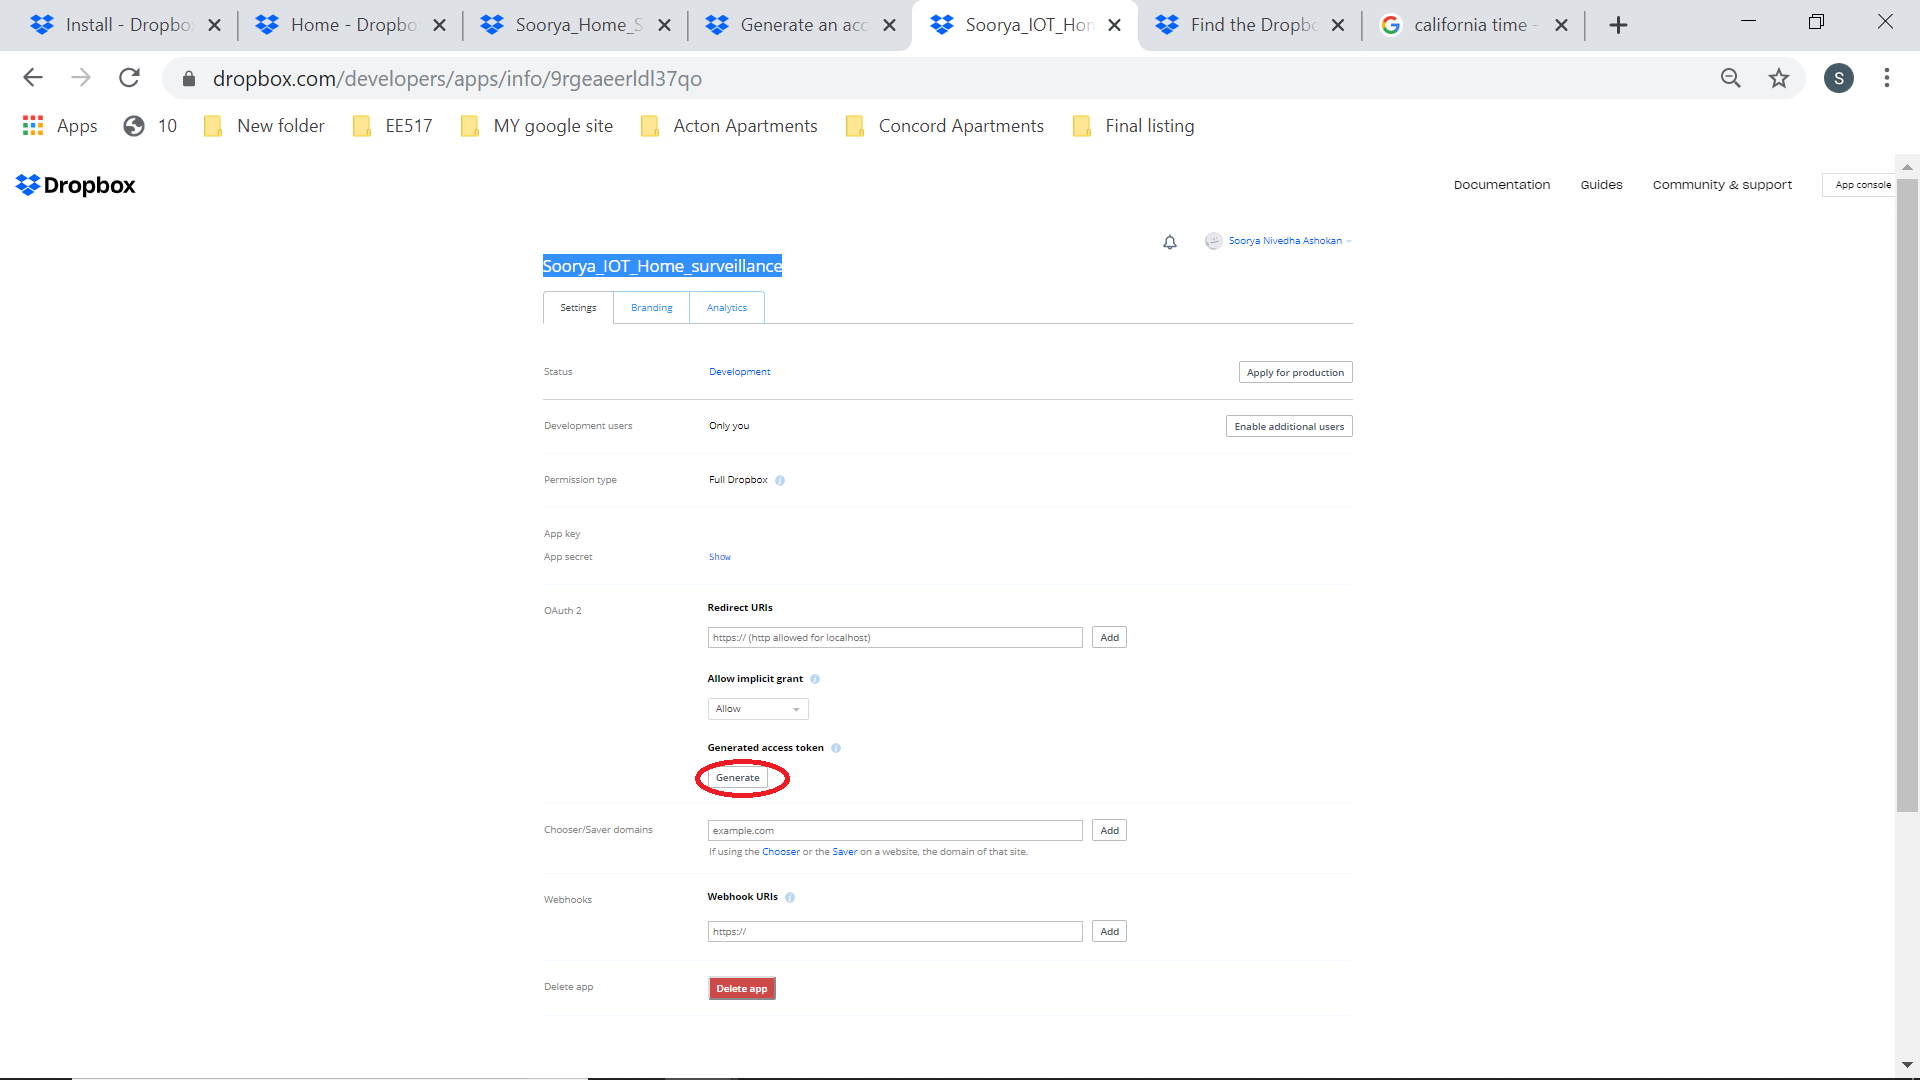 Install - Dropbo
Home - Dropbo
Soorya_Home_S
Generate an acc
Soorya_IOT_Hom
Find the Dropbo
california time -
dropbox.com/developers/apps/info/9rgeaeerldl37qo
S
Apps
10
New folder
EE517
MY google site
Acton Apartments
Concord Apartments
Final listing
Dropbox
Documentation
Guides
Community & support
App console
Soorya Nivedha Ashokan
Soorya_IOT_Home_surveillance
Settings
Branding
Analytics
Status
Development
Apply for production
Development users
Only you
Enable additional users
Permission type
Full Dropbox
App key
App secret
Show
OAuth 2
Redirect URIs
https:// (http allowed for localhost)
Add
Allow implicit grant
Allow
Generated access token
Generate
Chooser/Saver domains
example.com
Add
If using the Chooser or the Saver on a website, the domain of that site.
Webhooks
Webhook URIs
https://
Add
Delete app
Delete app